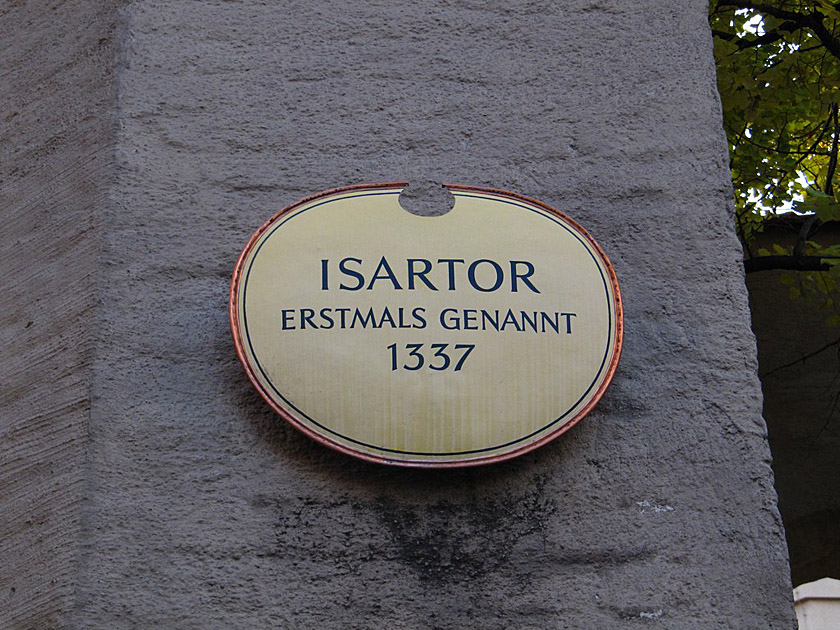 ISARTOR
ERSTMALS GENANNT
1337